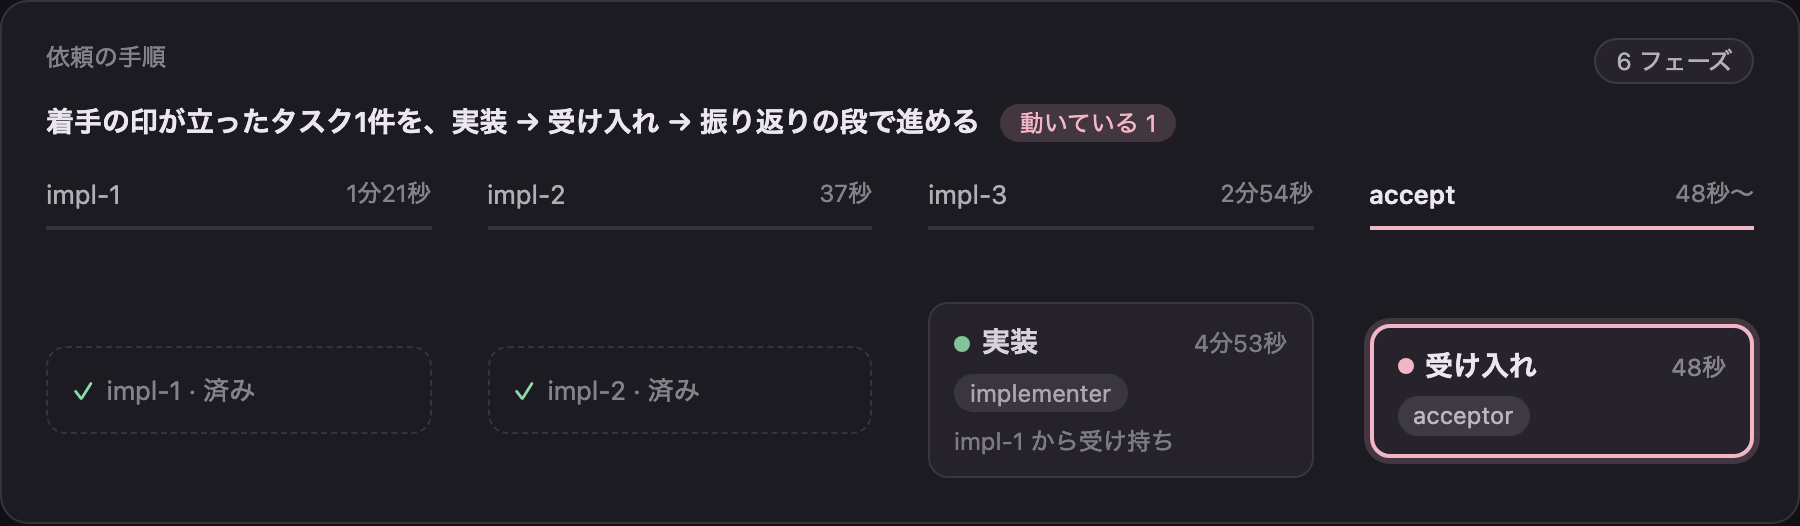 依頼の手順
6 フェーズ
着手の印が立ったタスク1件を、実装 → 受け入れ → 振り返りの段で進める 動いている 1
impl-1 1分21秒
impl-2 37秒
impl-3 2分54秒
accept 48秒〜
✓ impl-1 · 済み
✓ impl-2 · 済み
実装 4分53秒
implementer
impl-1 から受け持ち
受け入れ 48秒
acceptor